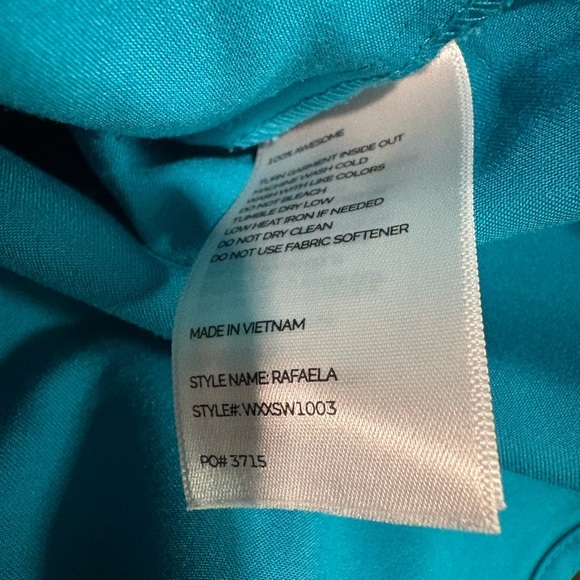 100% AWESOME
TURN GARMENT INSIDE OUT
MACHINE WASH COLD
WASH WITH LIKE COLORS
DO NOT BLEACH
TUMBLE DRY LOW
LOW HEAT IRON IF NEEDED
DO NOT DRY CLEAN
DO NOT USE FABRIC SOFTENER
MADE IN VIETNAM
STYLE NAME: RAFAELA
STYLE#: WXXSW1003
PO# 3715